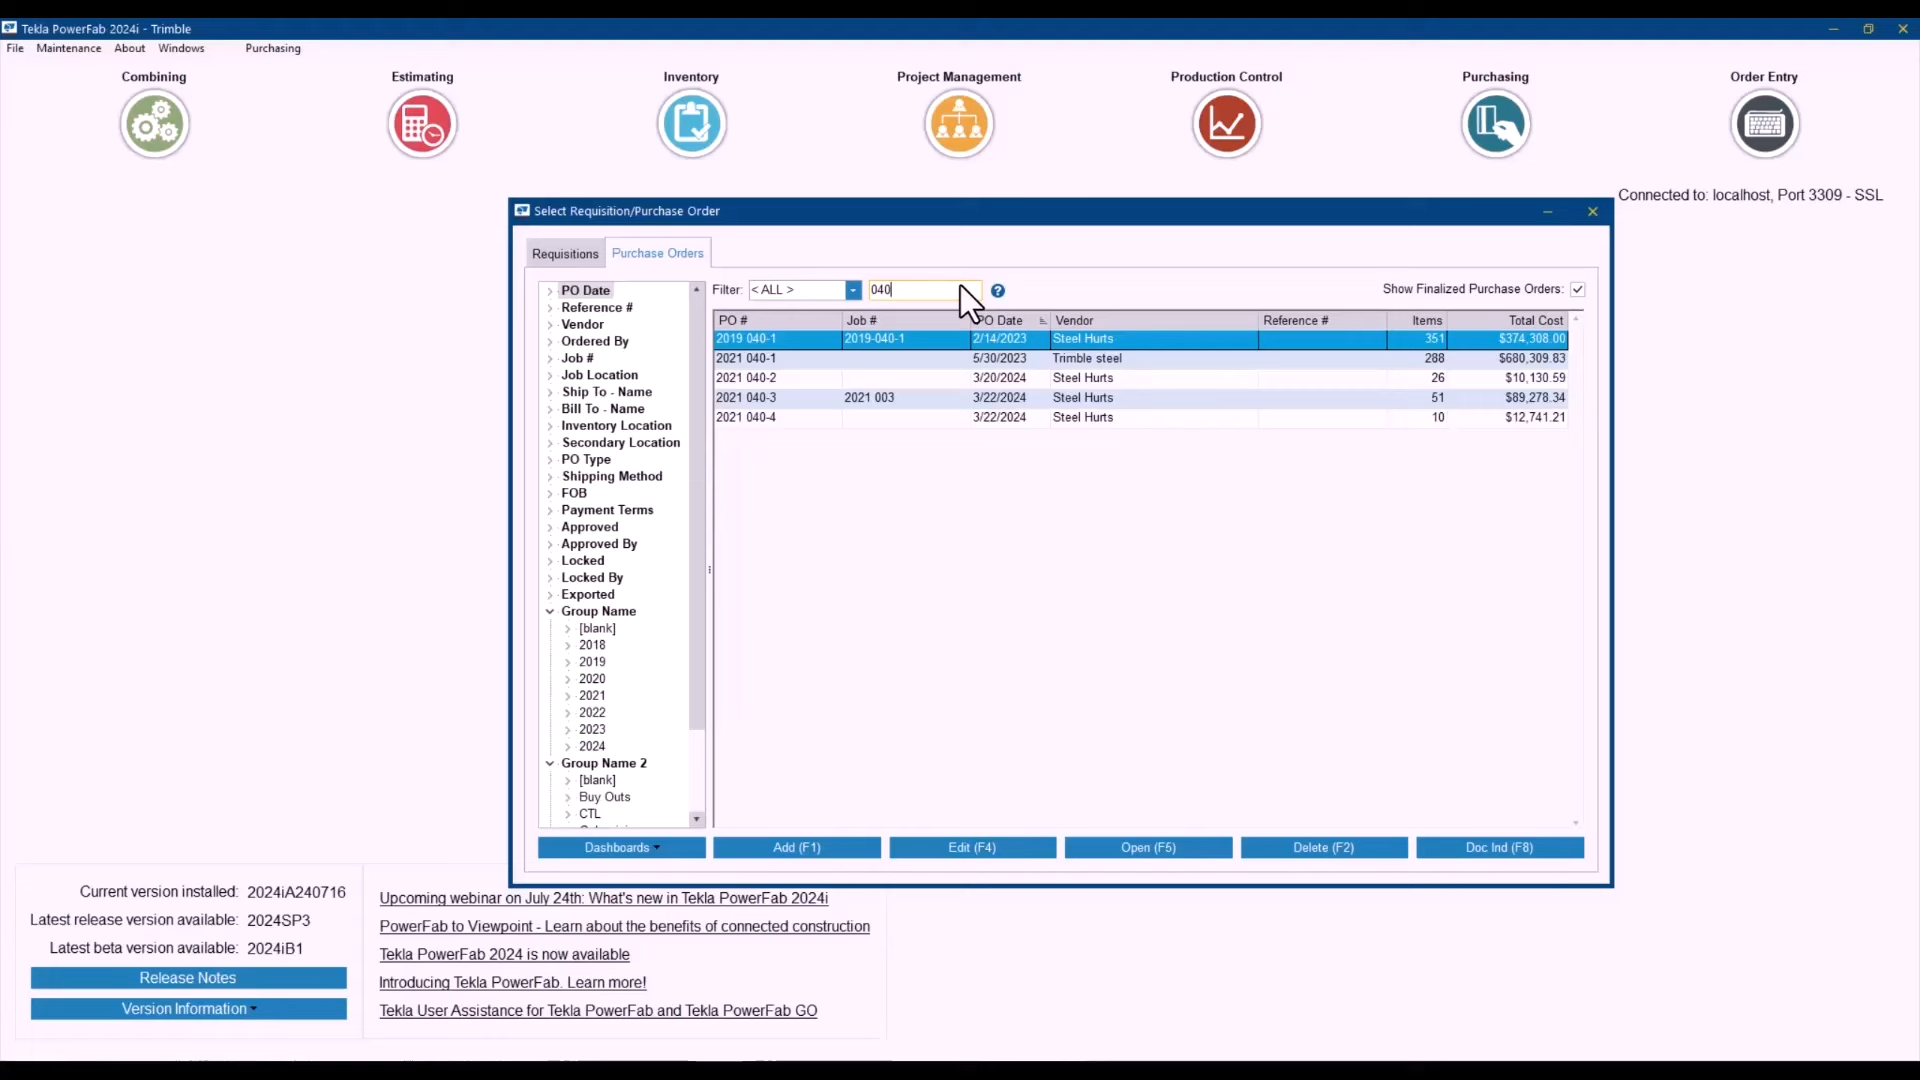 Tekla PowerFab 2024i - Trimble
File Maintenance About Windows Purchasing
Combining Estimating Inventory Project Management Production Control Purchasing Order Entry
Connected to: localhost, Port 3309 - SSL
Select Requisition/Purchase Order
Requisitions Purchase Orders
Filter: < ALL > 040 Show Finalized Purchase Orders:
PO # Job # PO Date Vendor Reference # Items Total Cost
2019 040-1 2019-040-1 2/14/2023 Steel Hurts 351 $374,308.00
2021 040-1 5/30/2023 Trimble steel 288 $680,309.83
2021 040-2 3/20/2024 Steel Hurts 26 $10,130.59
2021 040-3 2021 003 3/22/2024 Steel Hurts 51 $89,278.34
2021 040-4 3/22/2024 Steel Hurts 10 $12,741.21
PO Date
Reference #
Vendor
Ordered By
Job #
Job Location
Ship To - Name
Bill To - Name
Inventory Location
Secondary Location
PO Type
Shipping Method
FOB
Payment Terms
Approved
Approved By
Locked
Locked By
Exported
Group Name
[blank]
2018
2019
2020
2021
2022
2023
2024
Group Name 2
[blank]
Buy Outs
CTL
Dashboards Add (F1) Edit (F4) Open (F5) Delete (F2) Doc Ind (F8)
Current version installed: 2024iA240716
Latest release version available: 2024SP3
Latest beta version available: 2024iB1
Release Notes
Version Information
Upcoming webinar on July 24th: What's new in Tekla PowerFab 2024i
PowerFab to Viewpoint - Learn about the benefits of connected construction
Tekla PowerFab 2024 is now available
Introducing Tekla PowerFab. Learn more!
Tekla User Assistance for Tekla PowerFab and Tekla PowerFab GO